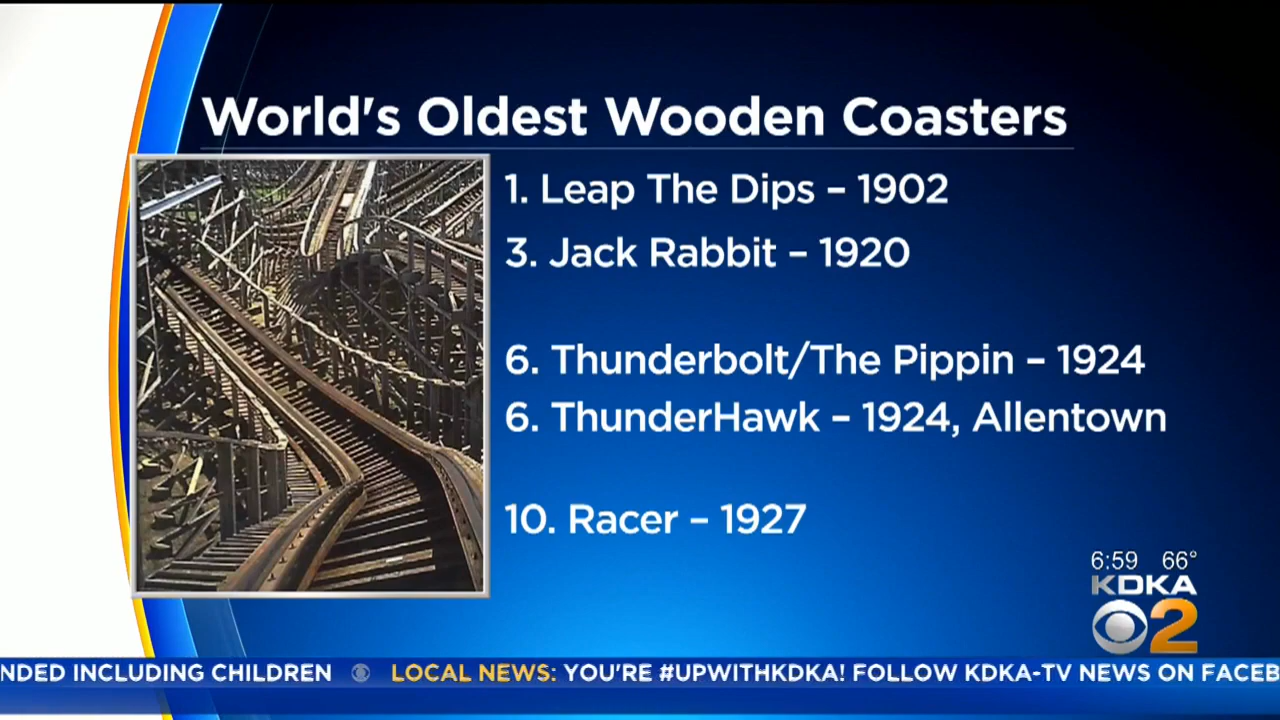 World's Oldest Wooden Coasters
1. Leap The Dips – 1902
3. Jack Rabbit – 1920
6. Thunderbolt/The Pippin – 1924
6. ThunderHawk – 1924, Allentown
10. Racer – 1927
6:59 66°
KDKA
2
NDED INCLUDING CHILDREN LOCAL NEWS: YOU'RE #UPWITHKDKA! FOLLOW KDKA-TV NEWS ON FACEB